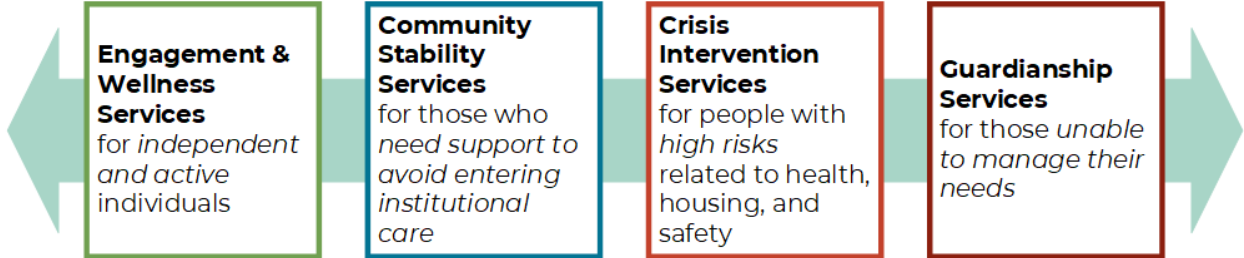 Engagement &
Wellness
Services
for independent
and active
individuals
Community
Stability
Services
for those who
need support to
avoid entering
institutional
care
Crisis
Intervention
Services
for people with
high risks
related to health,
housing, and
safety
Guardianship
Services
for those unable
to manage their
needs